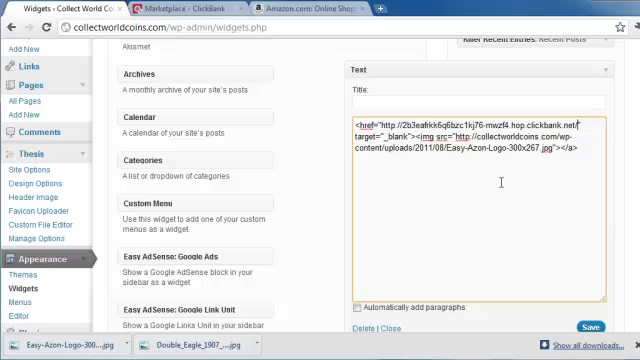 Widgets ‹ Collect World Co
Marketplace - ClickBank
Amazon.com: Online Shop
collectworldcoins.com/wp-admin/widgets.php
Add New
Links
Pages
All Pages
Add New
Comments
Thesis
Site Options
Design Options
Header Image
Favicon Uploader
Custom File Editor
Manage Options
Appearance
Themes
Widgets
Menus
Editor
Akismet
Archives
A monthly archive of your site's posts
Calendar
A calendar of your site's posts
Categories
A list or dropdown of categories
Custom Menu
Use this widget to add one of your custom
menus as a widget.
Easy AdSense: Google Ads
Show a Google AdSense block in your
sidebar as a widget
Easy AdSense: Google Link Unit
Show a Google Links Unit in your
Killer Recent Entries: Recent Posts
Text
Title:
<href="http://2b3eafrkk6q6bzc1kj76-mwzf4.hop.clickbank.net/"
target="_blank"><img src="http://collectworldcoins.com/wp-
content/uploads/2011/08/Easy-Azon-Logo-300x267.jpg"></a>
Automatically add paragraphs
Delete | Close
Save
Easy-Azon-Logo-300....jpg
Double_Eagle_1907_....jpg
Show all downloads...